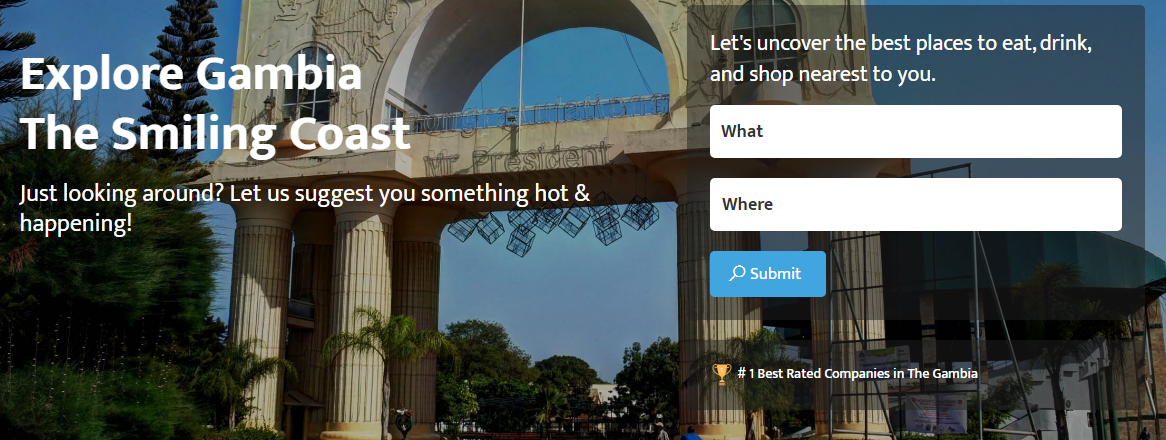 Explore Gambia
The Smiling Coast
Just looking around? Let us suggest you something hot &
happening!
Mr. President
Let's uncover the best places to eat, drink,
and shop nearest to you.
What
Where
Submit
# 1 Best Rated Companies in The Gambia